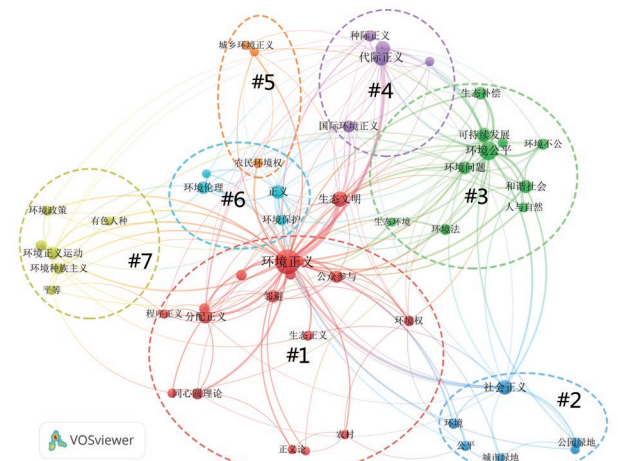 种际正义
代际正义
#4
国际环境正义
城乡环境正义
#5
农民环境权
生态补偿
可持续发展
环境公平
环境不公
环境问题
和谐社会
#3
人与自然
生态环境
环境法
环境伦理
正义
#6
环境保护
生态文明
环境政策
有色人种
环境正义运动
#7
环境种族主义
平等
环境正义
公众参与
邻避
程序正义
分配正义
环境权
生态正义
#1
同心圆理论
农村
正义论
社会正义
#2
环境
公平
公园绿地
城市绿地
VOSviewer